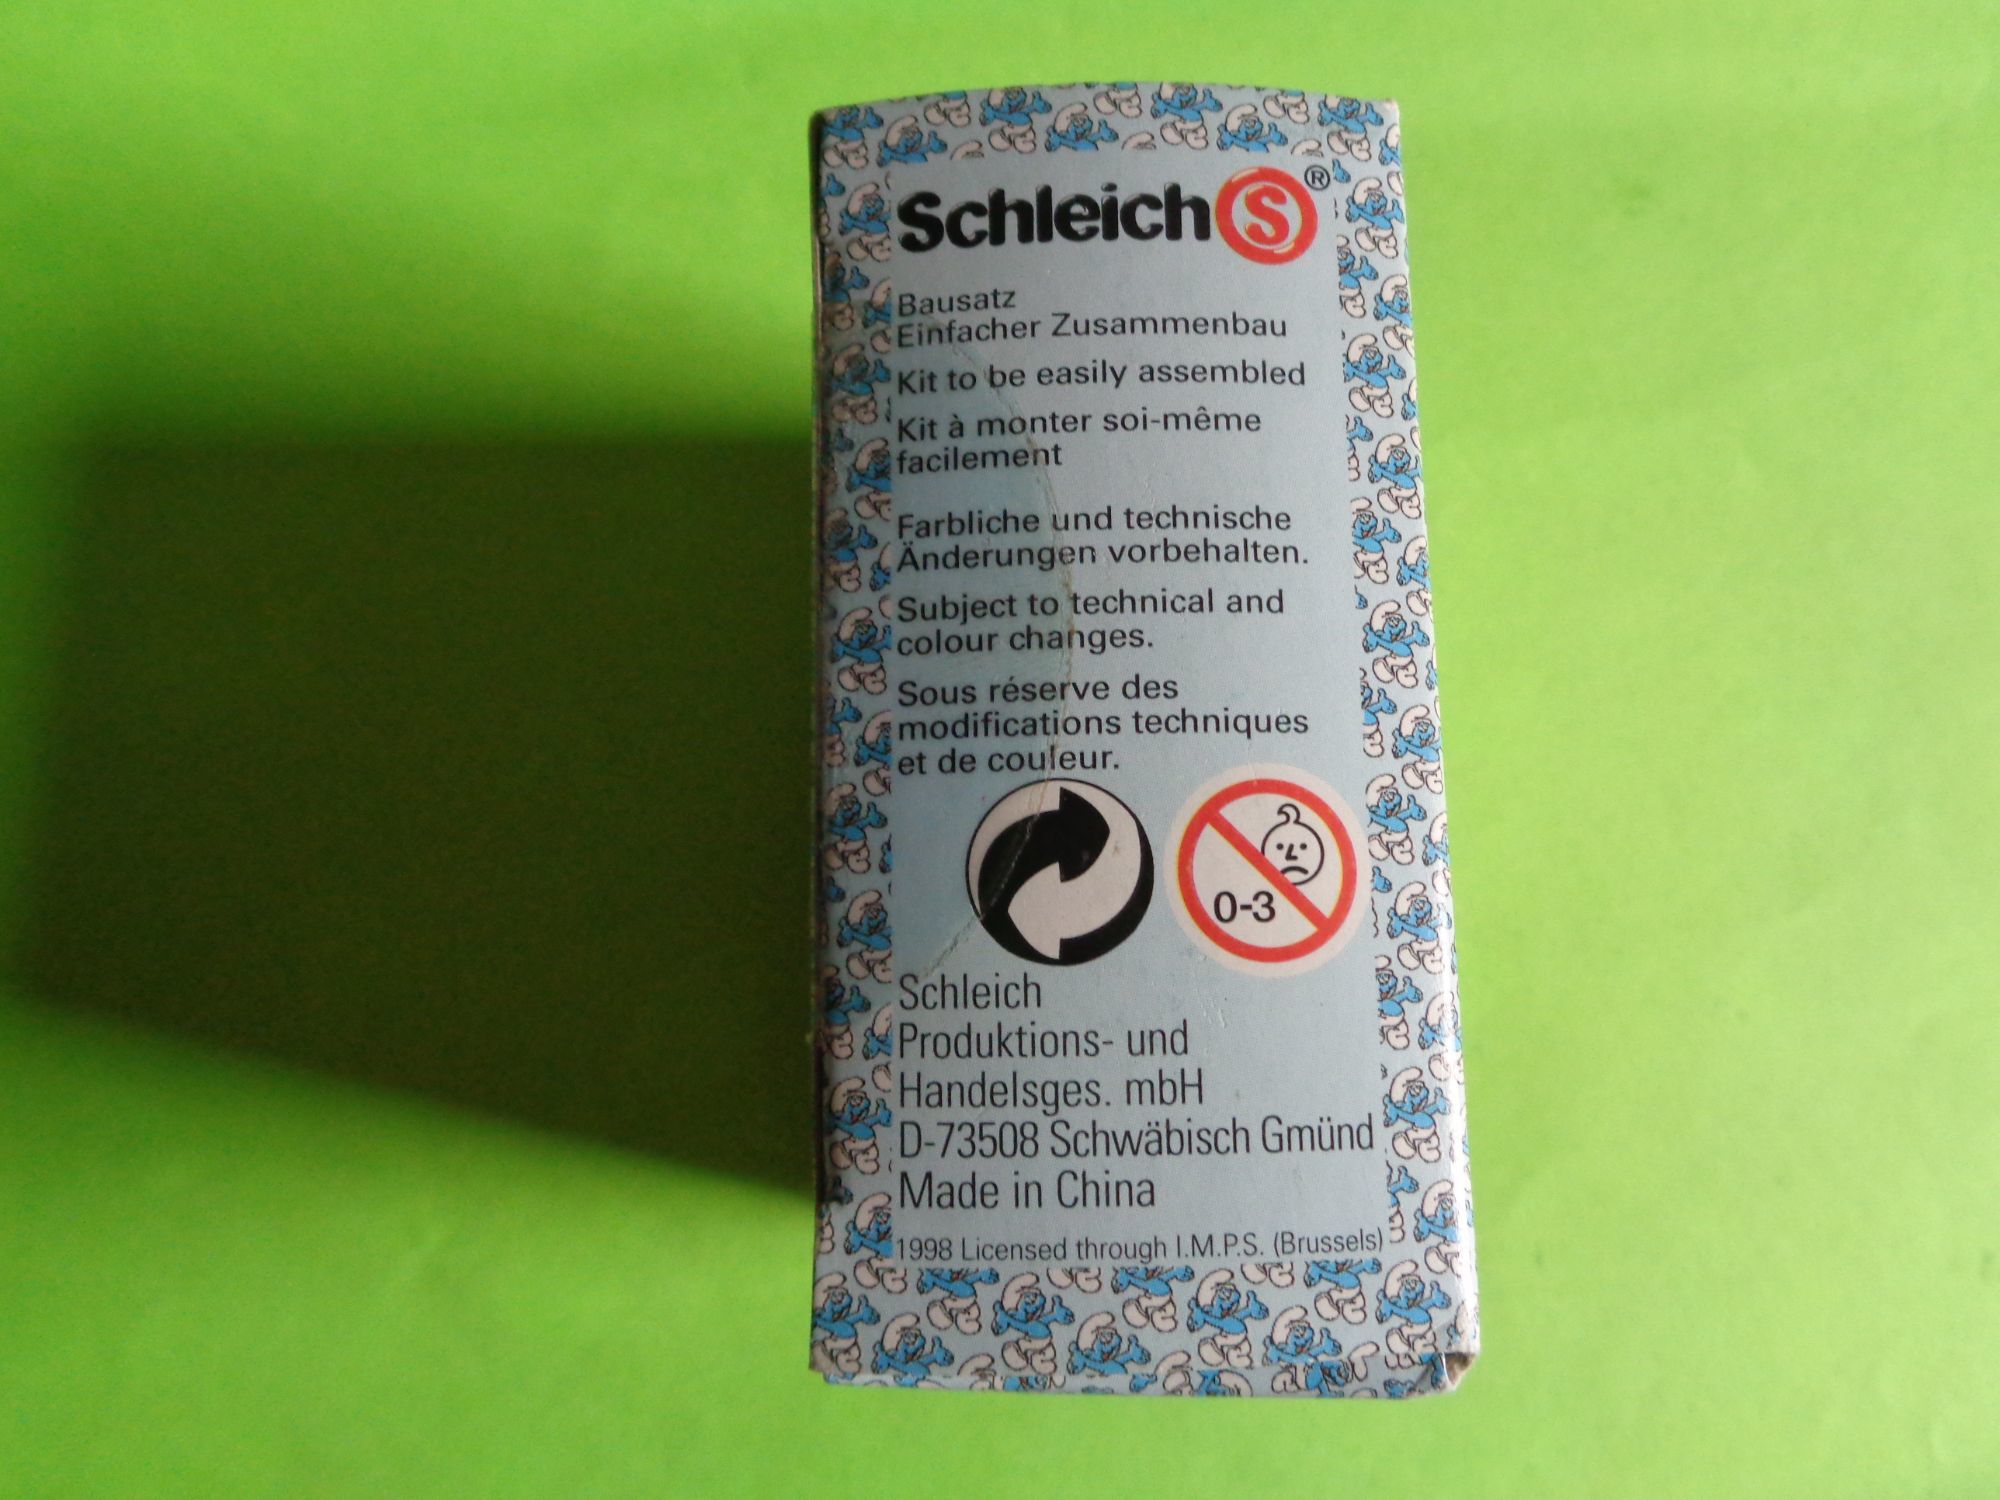 Schleich S®
Bausatz
Einfacher Zusammenbau
Kit to be easily assembled
Kit à monter soi-même
facilement
Farbliche und technische
Änderungen vorbehalten.
Subject to technical and
colour changes.
Sous réserve des
modifications techniques
et de couleur.
0-3
Schleich
Produktions- und
Handelsges. mbH
D-73508 Schwäbisch Gmünd
Made in China
1998 Licensed through I.M.P.S. (Brussels)